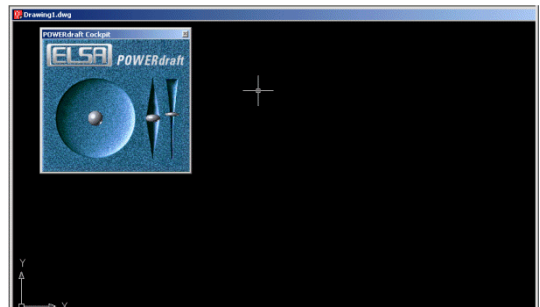 Drawing1.dwg
POWERdraft Cockpit
ELSA POWERdraft
Y
X